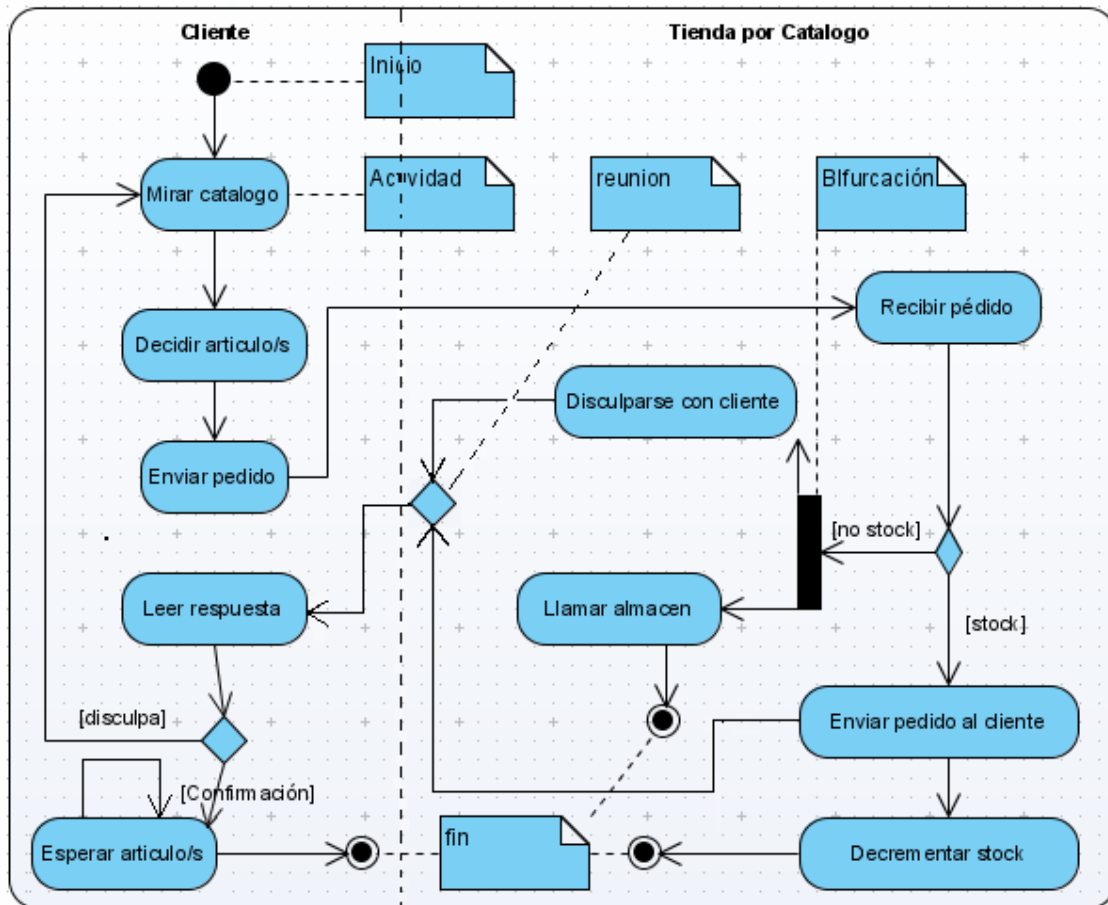 Cliente
Tienda por Catalogo
Inicio
Mirar catalogo
Actividad
reunion
BIfurcación
Recibir pédido
Decidir articulo/s
Disculparse con cliente
Enviar pedido
[no stock]
Leer respuesta
Llamar almacen
[stock]
[disculpa]
Enviar pedido al cliente
[Confirmación]
Esperar articulo/s
fin
Decrementar stock